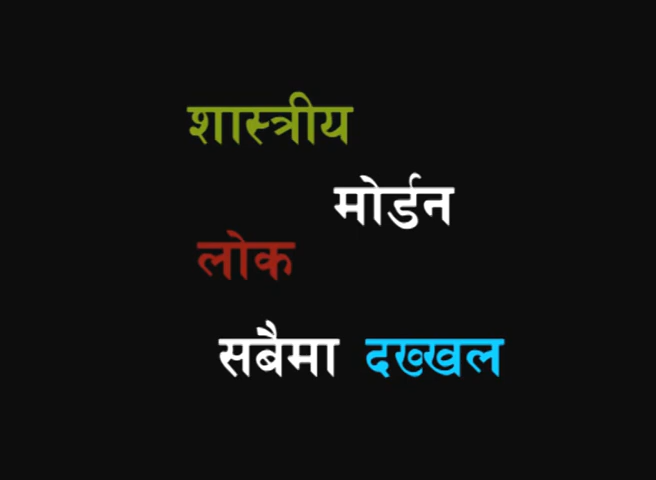 शास्त्रीय
मोर्डन
लोक
सबैमा दख्खल